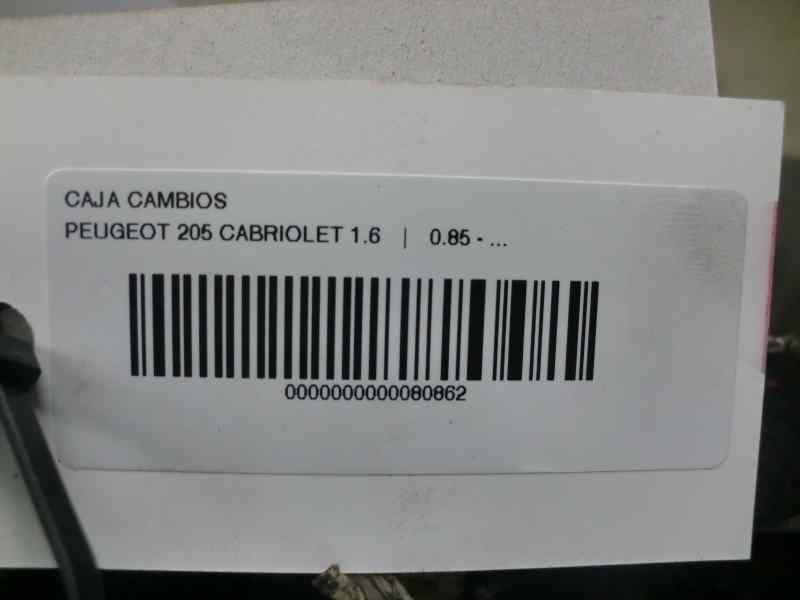 CAJA CAMBIOS
PEUGEOT 205 CABRIOLET 1.6 | 0.85 - ...
0000000000080862